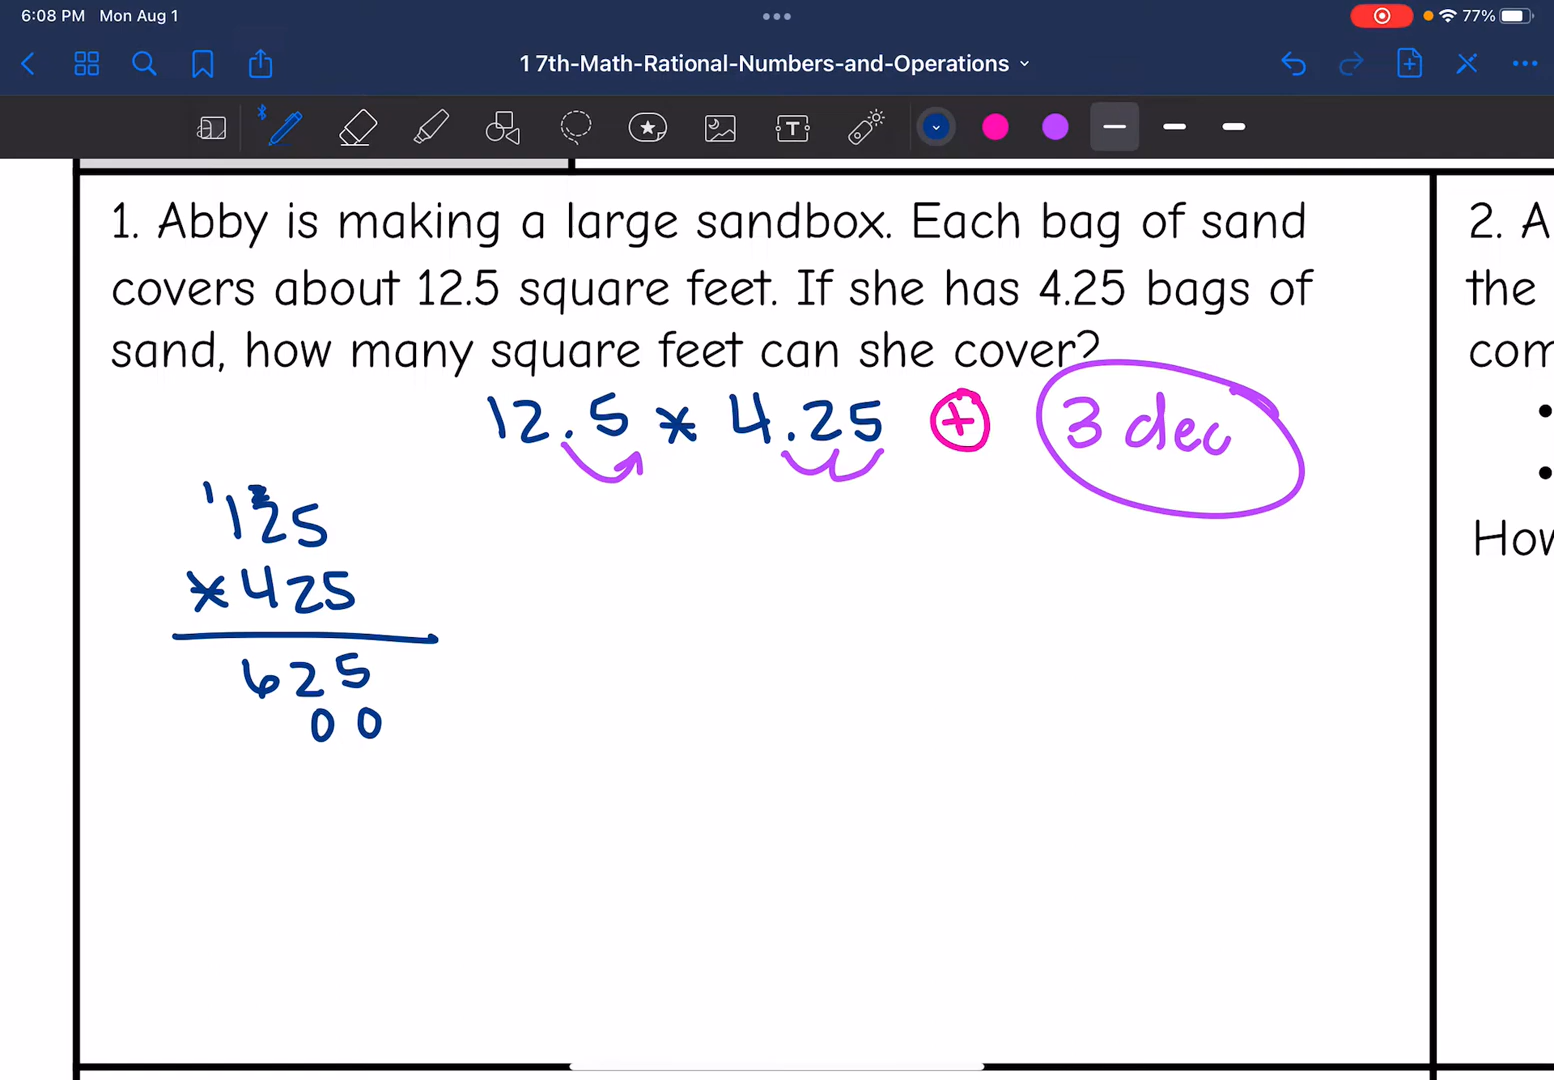 6:08 PM Mon Aug 1
77%
1 7th-Math-Rational-Numbers-and-Operations
T
1. Abby is making a large sandbox. Each bag of sand
covers about 12.5 square feet. If she has 4.25 bags of
sand, how many square feet can she cover?
12.5 * 4.25 + 3 dec
1 2
125
* 425
625
00
2. A
the
com
•
•
How